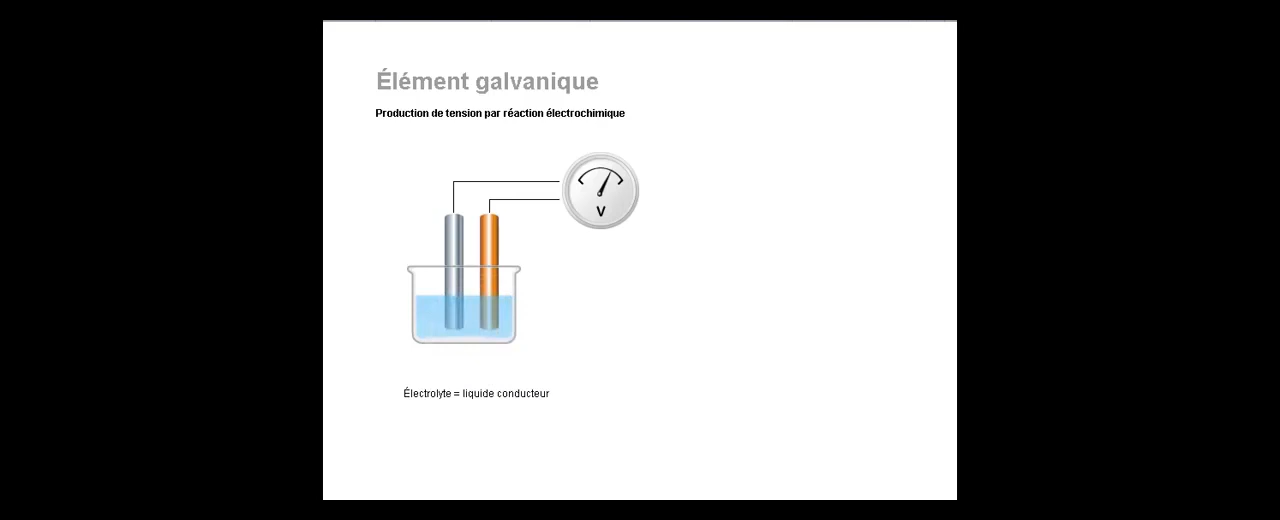 Élément galvanique
Production de tension par réaction électrochimique
V
Électrolyte = liquide conducteur